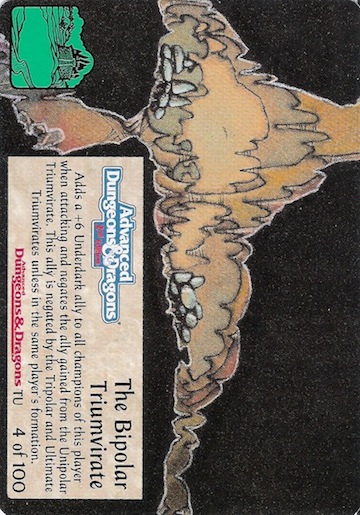 The Bipolar
Triumvirate
Advanced
Dungeons & Dragons
Adds a +6 Underdark ally to all champions of this player
when attacking and negates the ally gained from the Unipolar
Triumvirate. This ally is negated by the Tripolar and Ultimate
Triumvirates unless in the same player's formation.
Advanced
Dungeons & Dragons TU 4 of 100